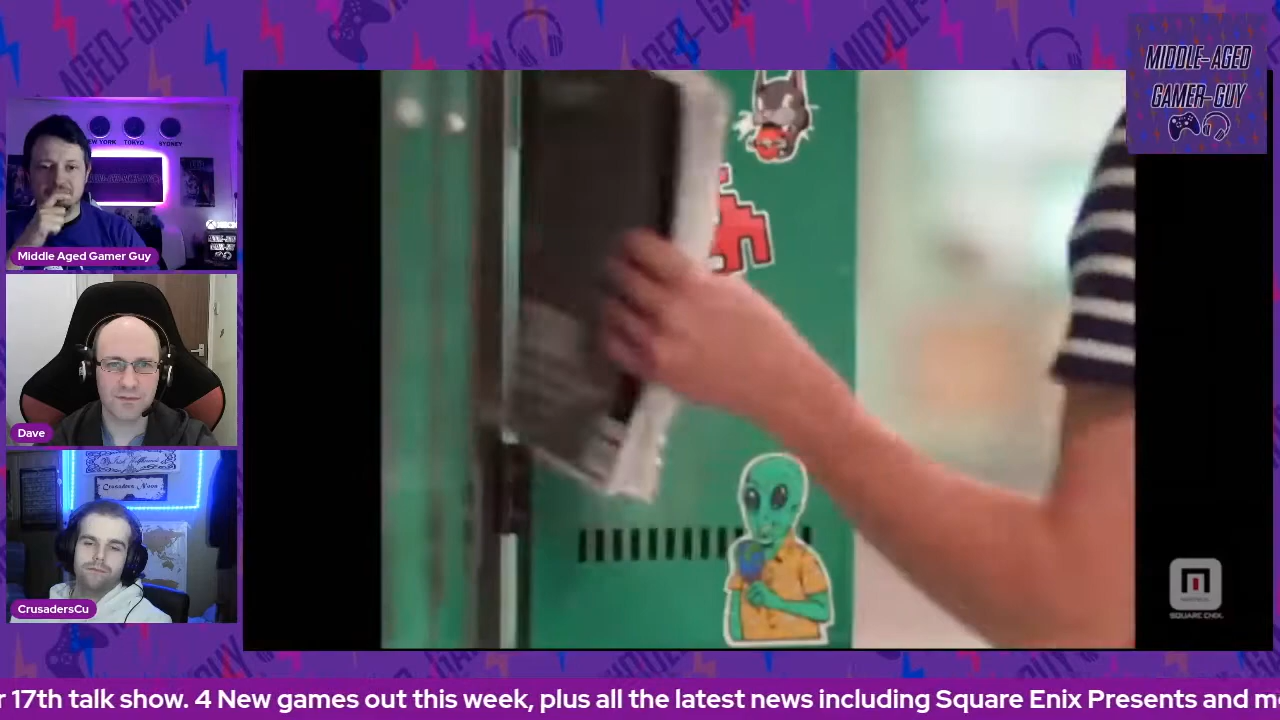 MIDDLE-AGED
GAMER-GUY
NEW YORK TOKYO SYDNEY
Middle Aged Gamer Guy
Dave
Crusaders
CrusadersCu
SQUARE ENIX
r 17th talk show. 4 New games out this week, plus all the latest news including Square Enix Presents and m